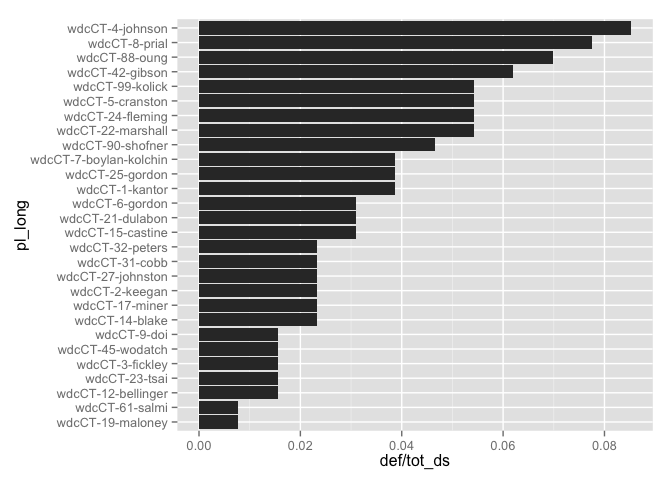 wdcCT-4-johnson
wdcCT-8-prial
wdcCT-88-oung
wdcCT-42-gibson
wdcCT-99-kolick
wdcCT-5-cranston
wdcCT-24-fleming
wdcCT-22-marshall
wdcCT-90-shofner
wdcCT-7-boylan-kolchin
wdcCT-25-gordon
wdcCT-1-kantor
wdcCT-6-gordon
wdcCT-21-dulabon
wdcCT-15-castine
wdcCT-32-peters
wdcCT-31-cobb
wdcCT-27-johnston
wdcCT-2-keegan
wdcCT-17-miner
wdcCT-14-blake
wdcCT-9-doi
wdcCT-45-wodatch
wdcCT-3-fickley
wdcCT-23-tsai
wdcCT-12-bellinger
wdcCT-61-salmi
wdcCT-19-maloney
pl_long
0.00 0.02 0.04 0.06 0.08
def/tot_ds